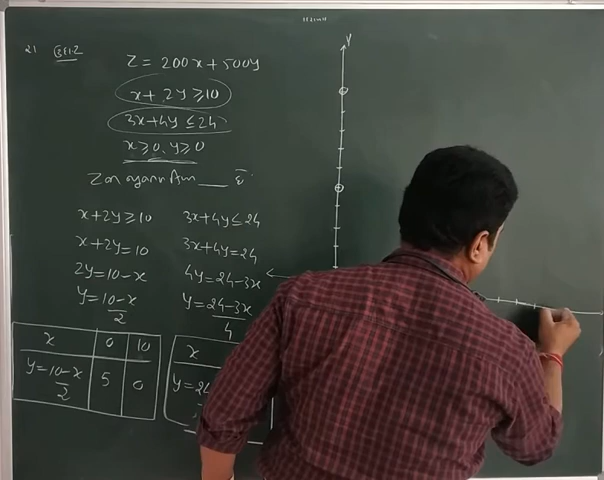 21
Z = 200x + 500y
x + 2y ≥ 10
3x + 4y ≤ 24
x ≥ 0, y ≥ 0
x + 2y ≥ 10
x + 2y = 10
2y = 10 - x
y = 10 - x / 2
3x + 4y ≤ 24
3x + 4y = 24
4y = 24 - 3x
y = 24 - 3x / 4
x 0 10
y = 10 - x / 2 5 0
x
y = 24
Y